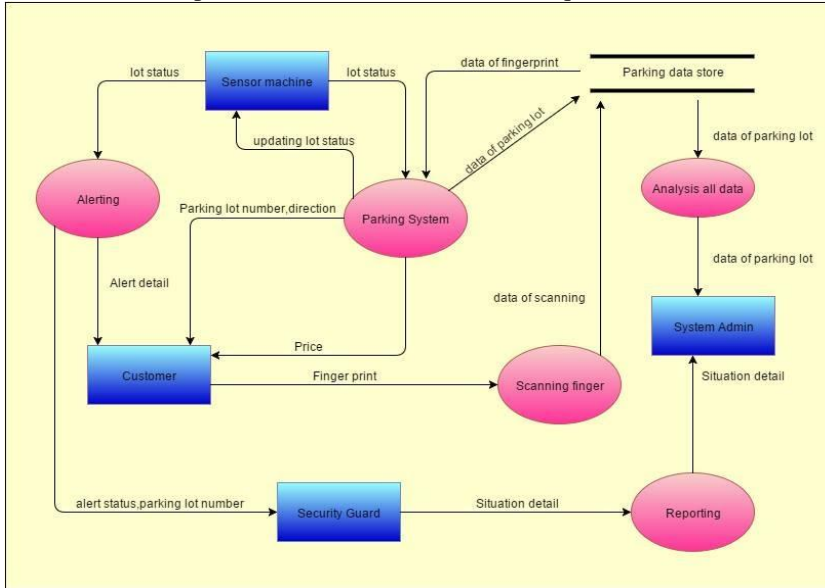 lot status
Sensor machine
lot status
data of fingerprint
Parking data store
updating lot status
data of parking lot
data of parking lot
Alerting
Parking lot number,direction
Parking System
Analysis all data
Alert detail
data of parking lot
data of scanning
System Admin
Price
Customer
Finger print
Scanning finger
Situation detail
alert status,parking lot number
Security Guard
Situation detail
Reporting